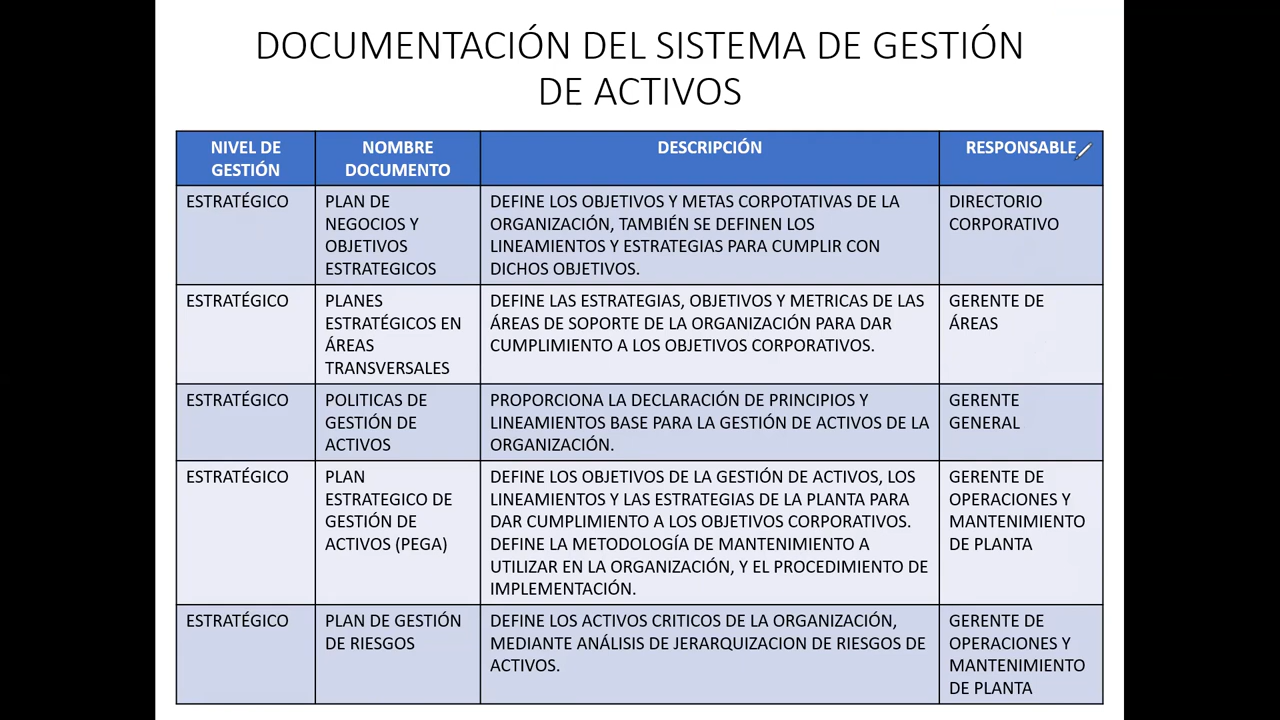 DOCUMENTACIÓN DEL SISTEMA DE GESTIÓN
DE ACTIVOS
NIVEL DE
GESTIÓN
NOMBRE
DOCUMENTO
DESCRIPCIÓN
RESPONSABLE
ESTRATÉGICO
PLAN DE
NEGOCIOS Y
OBJETIVOS
ESTRATEGICOS
DEFINE LOS OBJETIVOS Y METAS CORPOTATIVAS DE LA
ORGANIZACIÓN, TAMBIÉN SE DEFINEN LOS
LINEAMIENTOS Y ESTRATEGIAS PARA CUMPLIR CON
DICHOS OBJETIVOS.
DIRECTORIO
CORPORATIVO
ESTRATÉGICO
PLANES
ESTRATÉGICOS EN
ÁREAS
TRANSVERSALES
DEFINE LAS ESTRATEGIAS, OBJETIVOS Y METRICAS DE LAS
ÁREAS DE SOPORTE DE LA ORGANIZACIÓN PARA DAR
CUMPLIMIENTO A LOS OBJETIVOS CORPORATIVOS.
GERENTE DE
ÁREAS
ESTRATÉGICO
POLITICAS DE
GESTIÓN DE
ACTIVOS
PROPORCIONA LA DECLARACIÓN DE PRINCIPIOS Y
LINEAMIENTOS BASE PARA LA GESTIÓN DE ACTIVOS DE LA
ORGANIZACIÓN.
GERENTE
GENERAL
ESTRATÉGICO
PLAN
ESTRATEGICO DE
GESTIÓN DE
ACTIVOS (PEGA)
DEFINE LOS OBJETIVOS DE LA GESTIÓN DE ACTIVOS, LOS
LINEAMIENTOS Y LAS ESTRATEGIAS DE LA PLANTA PARA
DAR CUMPLIMIENTO A LOS OBJETIVOS CORPORATIVOS.
DEFINE LA METODOLOGÍA DE MANTENIMIENTO A
UTILIZAR EN LA ORGANIZACIÓN, Y EL PROCEDIMIENTO DE
IMPLEMENTACIÓN.
GERENTE DE
OPERACIONES Y
MANTENIMIENTO
DE PLANTA
ESTRATÉGICO
PLAN DE GESTIÓN
DE RIESGOS
DEFINE LOS ACTIVOS CRITICOS DE LA ORGANIZACIÓN,
MEDIANTE ANÁLISIS DE JERARQUIZACION DE RIESGOS DE
ACTIVOS.
GERENTE DE
OPERACIONES Y
MANTENIMIENTO
DE PLANTA